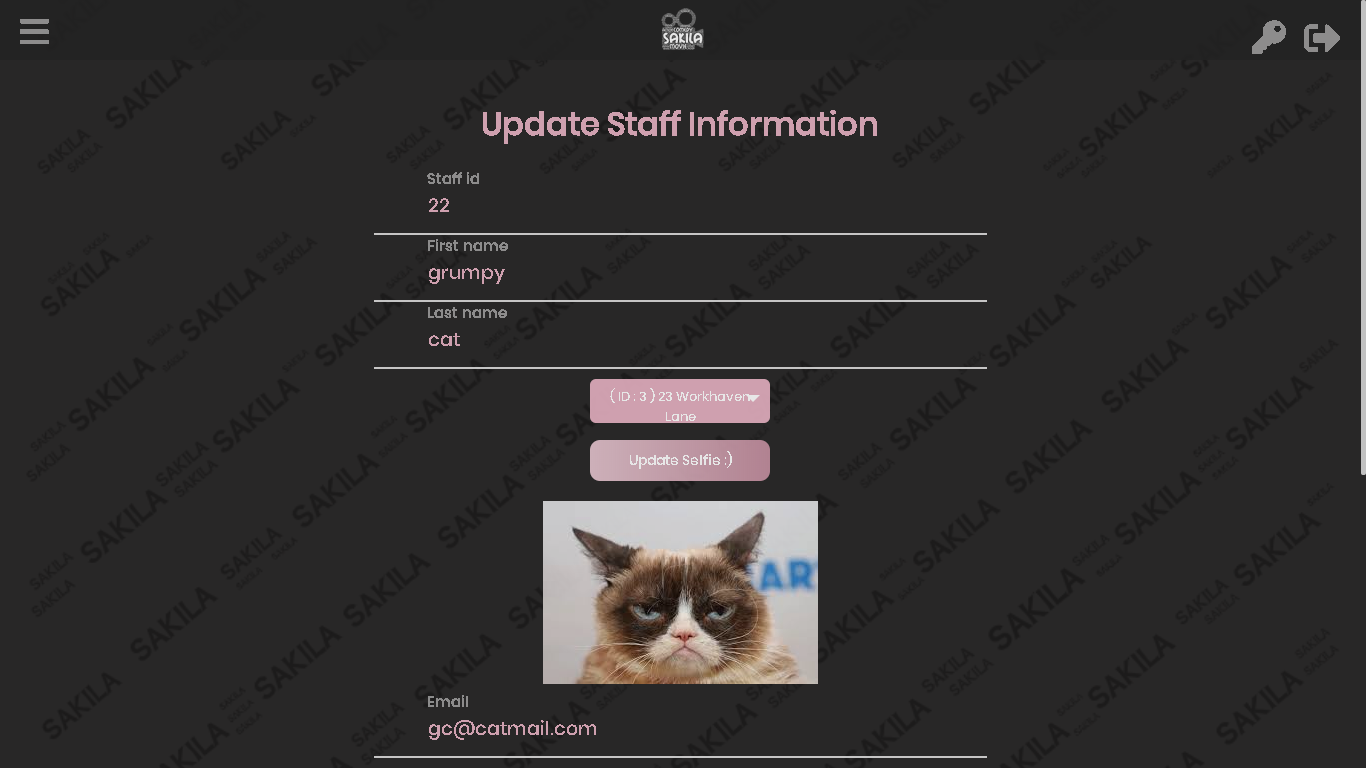 SAKILA
Update Staff Information
Staff id
22
First name
grumpy
Last name
cat
( ID : 3 ) 23 Workhaven
Lane
Update Selfie :)
EAR
Email
gc@catmail.com